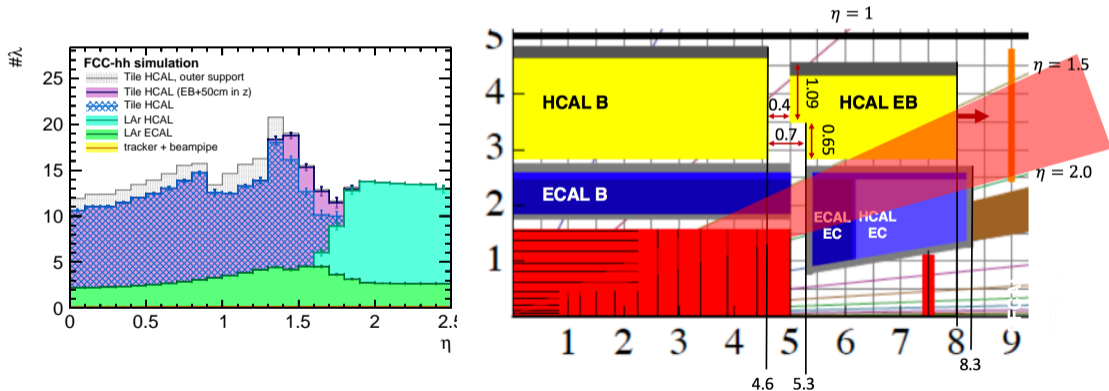 #λ
25
20
15
10
5
0
FCC-hh simulation
Tile HCAL, outer support
Tile HCAL (EB+50cm in z)
Tile HCAL
LAr HCAL
LAr ECAL
tracker + beampipe
0 0.5 1 1.5 2 2.5
η
η = 1
η = 1.5
η = 2.0
5
4
3
2
1
HCAL B
HCAL EB
0.4
1.09
0.7
0.65
ECAL B
ECAL EC
HCAL EC
1 2 3 4 5 6 7 8 9
4.6
5.3
8.3